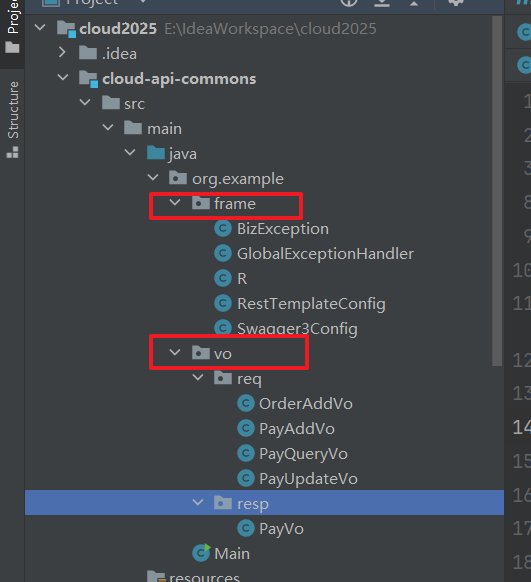 Project
cloud2025 E:\IdeaWorkspace\cloud2025
.idea
cloud-api-commons
src
main
java
org.example
frame
BizException
GlobalExceptionHandler
R
RestTemplateConfig
Swagger3Config
vo
req
OrderAddVo
PayAddVo
PayQueryVo
PayUpdateVo
resp
PayVo
Main
resources
Structure
1
2
3
8
9
10
11
12
13
14
15
16
17
18